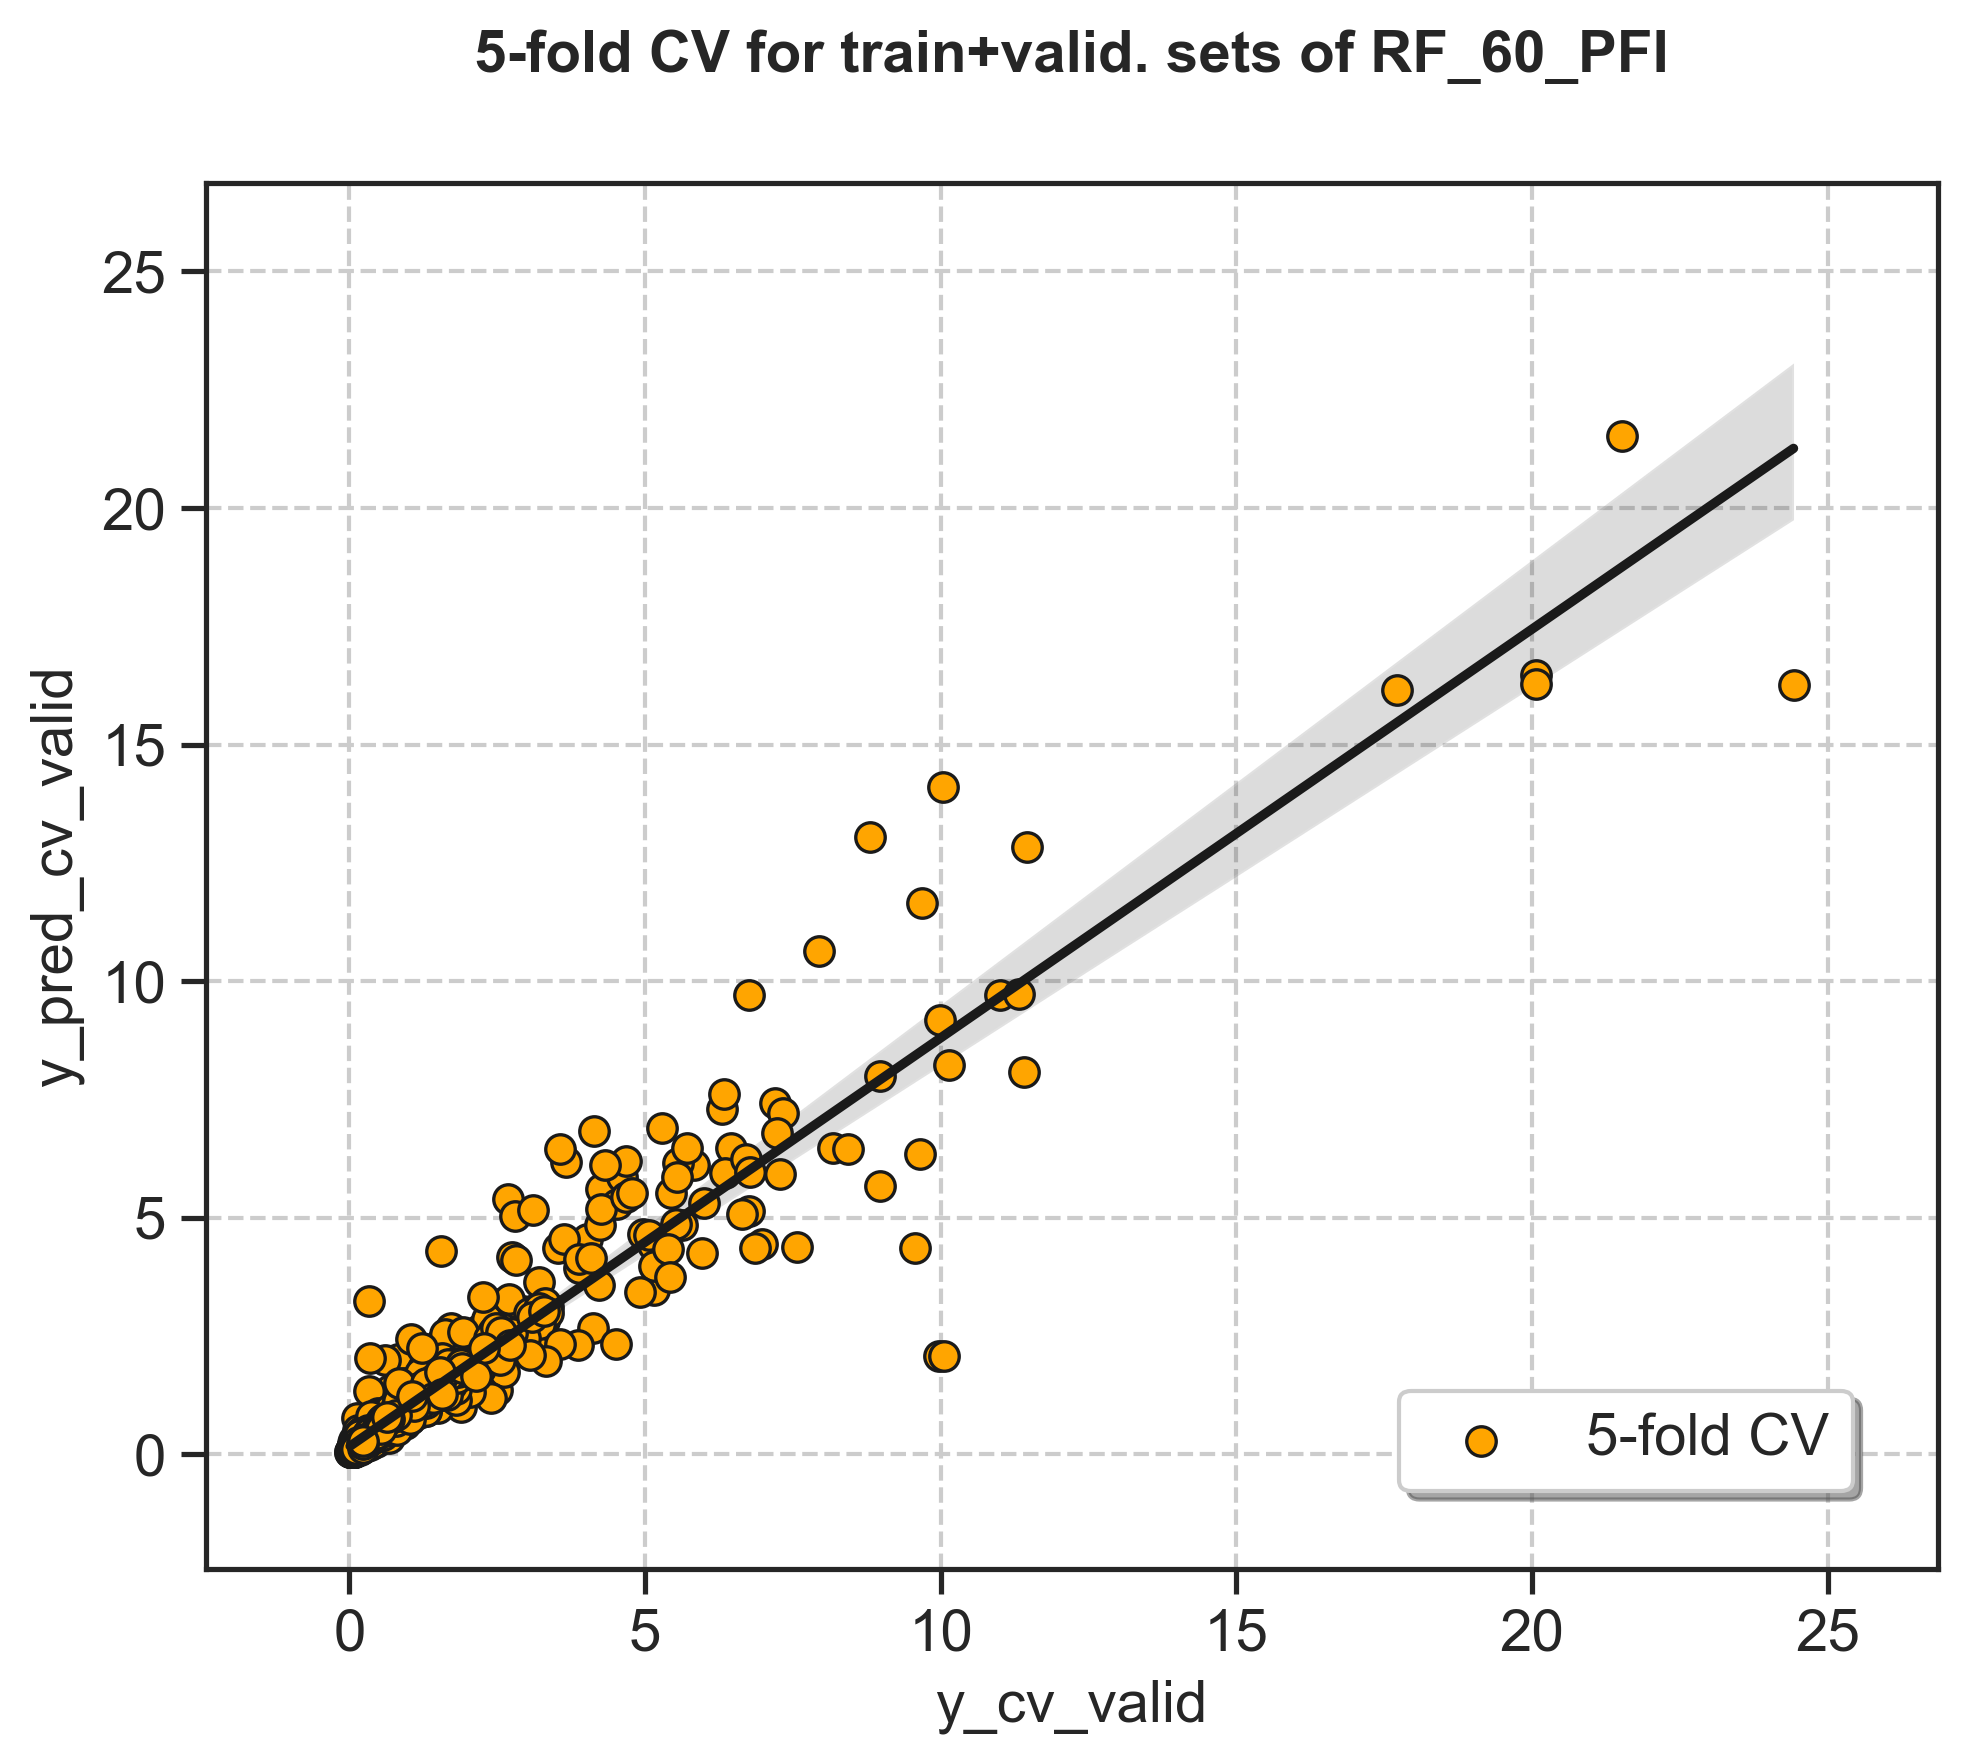 5-fold CV for train+valid. sets of RF_60_PFI
25
20
15
10
5
0
y_pred_cv_valid
5-fold CV
0 5 10 15 20 25
y_cv_valid